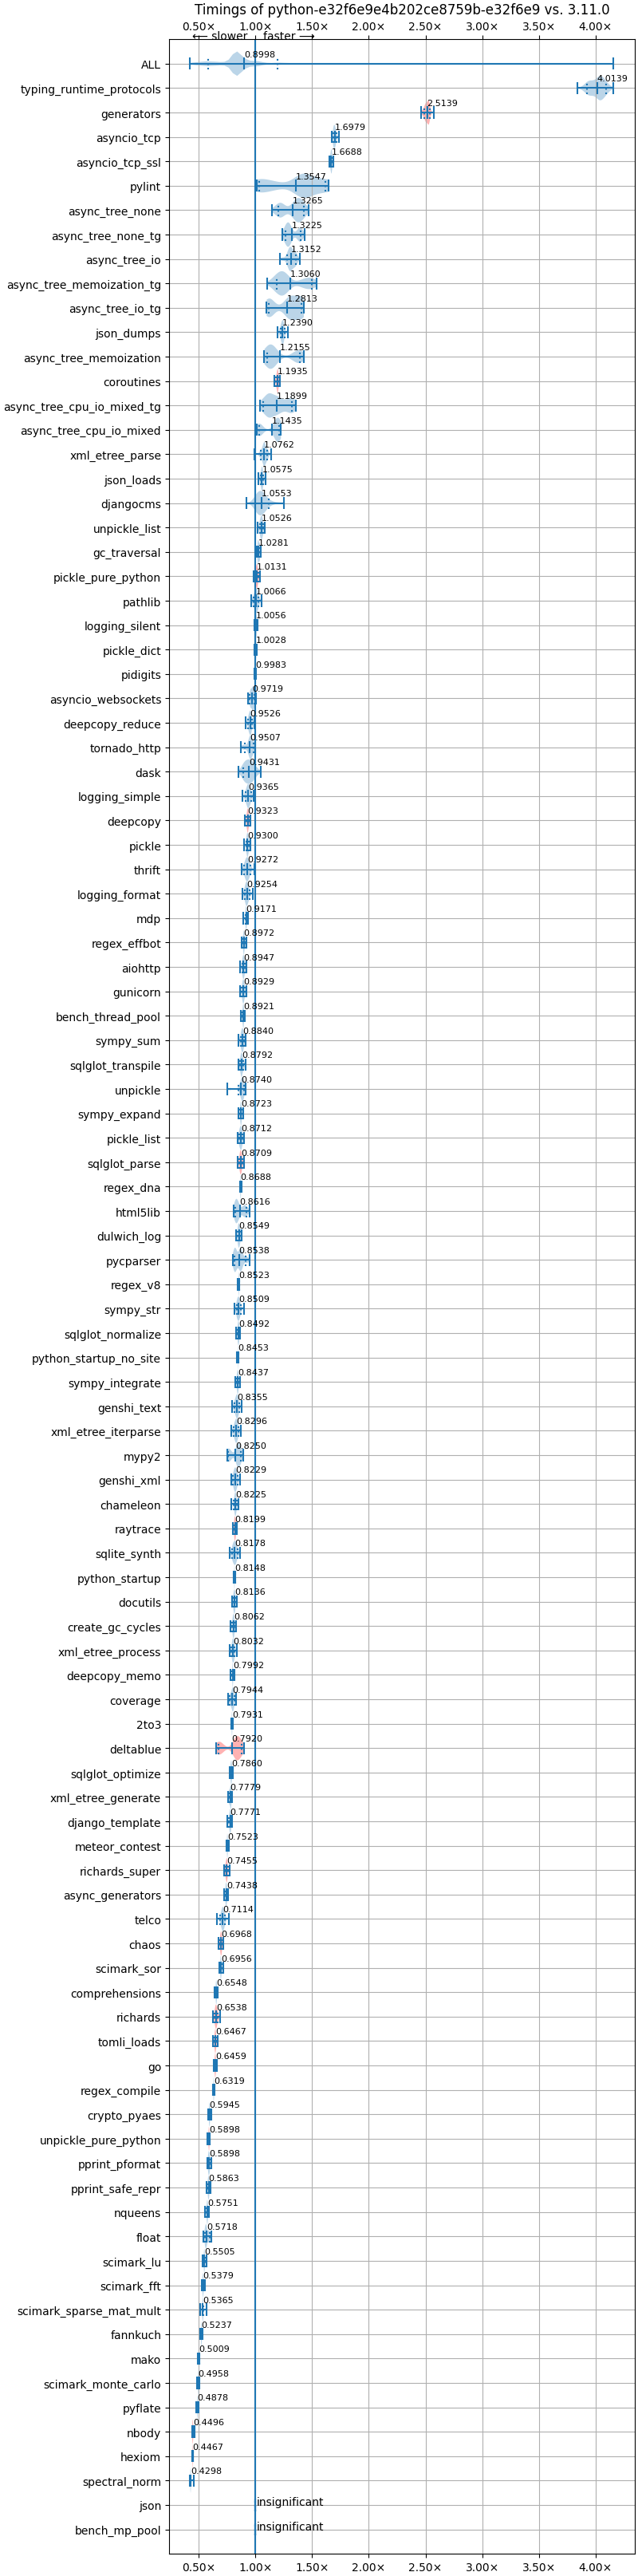 Timings of python-e32f6e9e4b202ce8759b-e32f6e9 vs. 3.11.0
0.50× 1.00× 1.50× 2.00× 2.50× 3.00× 3.50× 4.00×
⟵ slower faster ⟶
ALL 0.8998
typing_runtime_protocols 4.0139
generators 2.5139
asyncio_tcp 1.6979
asyncio_tcp_ssl 1.6688
pylint 1.3547
async_tree_none 1.3265
async_tree_none_tg 1.3225
async_tree_io 1.3152
async_tree_memoization_tg 1.3060
async_tree_io_tg 1.2813
json_dumps 1.2390
async_tree_memoization 1.2155
coroutines 1.1935
async_tree_cpu_io_mixed_tg 1.1899
async_tree_cpu_io_mixed 1.1435
xml_etree_parse 1.0762
json_loads 1.0575
djangocms 1.0553
unpickle_list 1.0526
gc_traversal 1.0281
pickle_pure_python 1.0131
pathlib 1.0066
logging_silent 1.0056
pickle_dict 1.0028
pidigits 0.9983
asyncio_websockets 0.9719
deepcopy_reduce 0.9526
tornado_http 0.9507
dask 0.9431
logging_simple 0.9365
deepcopy 0.9323
pickle 0.9300
thrift 0.9272
logging_format 0.9254
mdp 0.9171
regex_effbot 0.8972
aiohttp 0.8947
gunicorn 0.8929
bench_thread_pool 0.8921
sympy_sum 0.8840
sqlglot_transpile 0.8792
unpickle 0.8740
sympy_expand 0.8723
pickle_list 0.8712
sqlglot_parse 0.8709
regex_dna 0.8688
html5lib 0.8616
dulwich_log 0.8549
pycparser 0.8538
regex_v8 0.8523
sympy_str 0.8509
sqlglot_normalize 0.8492
python_startup_no_site 0.8453
sympy_integrate 0.8437
genshi_text 0.8355
xml_etree_iterparse 0.8296
mypy2 0.8250
genshi_xml 0.8229
chameleon 0.8225
raytrace 0.8199
sqlite_synth 0.8178
python_startup 0.8148
docutils 0.8136
create_gc_cycles 0.8062
xml_etree_process 0.8032
deepcopy_memo 0.7992
coverage 0.7944
2to3 0.7931
deltablue 0.7920
sqlglot_optimize 0.7860
xml_etree_generate 0.7779
django_template 0.7771
meteor_contest 0.7523
richards_super 0.7455
async_generators 0.7438
telco 0.7114
chaos 0.6968
scimark_sor 0.6956
comprehensions 0.6548
richards 0.6538
tomli_loads 0.6467
go 0.6459
regex_compile 0.6319
crypto_pyaes 0.5945
unpickle_pure_python 0.5898
pprint_pformat 0.5898
pprint_safe_repr 0.5863
nqueens 0.5751
float 0.5718
scimark_lu 0.5505
scimark_fft 0.5379
scimark_sparse_mat_mult 0.5365
fannkuch 0.5237
mako 0.5009
scimark_monte_carlo 0.4958
pyflate 0.4878
nbody 0.4496
hexiom 0.4467
spectral_norm 0.4298
json insignificant
bench_mp_pool insignificant
0.50× 1.00× 1.50× 2.00× 2.50× 3.00× 3.50× 4.00×